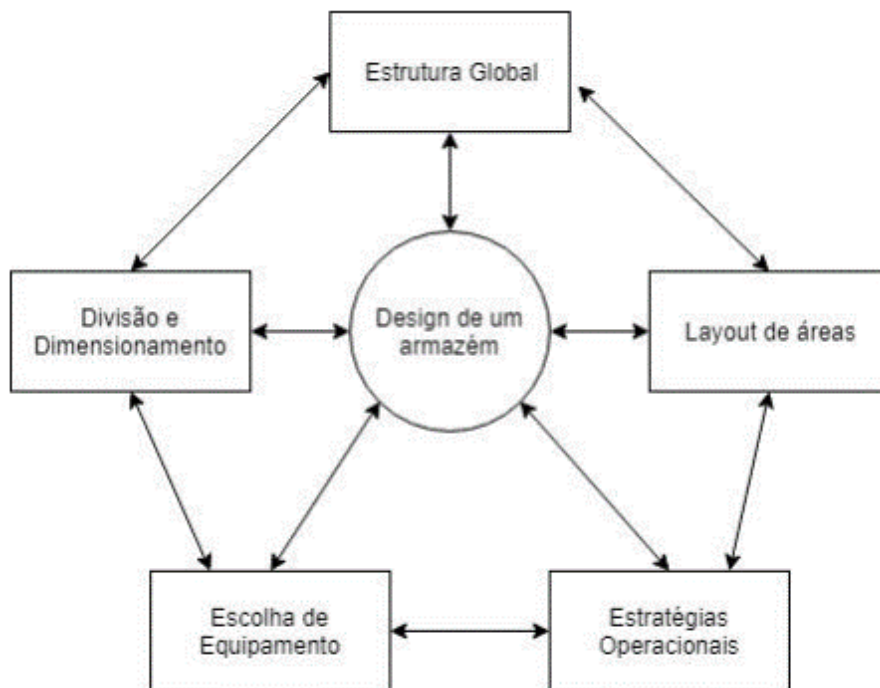 Estrutura Global
Divisão e
Dimensionamento
Design de um
armazém
Layout de áreas
Escolha de
Equipamento
Estratégias
Operacionais